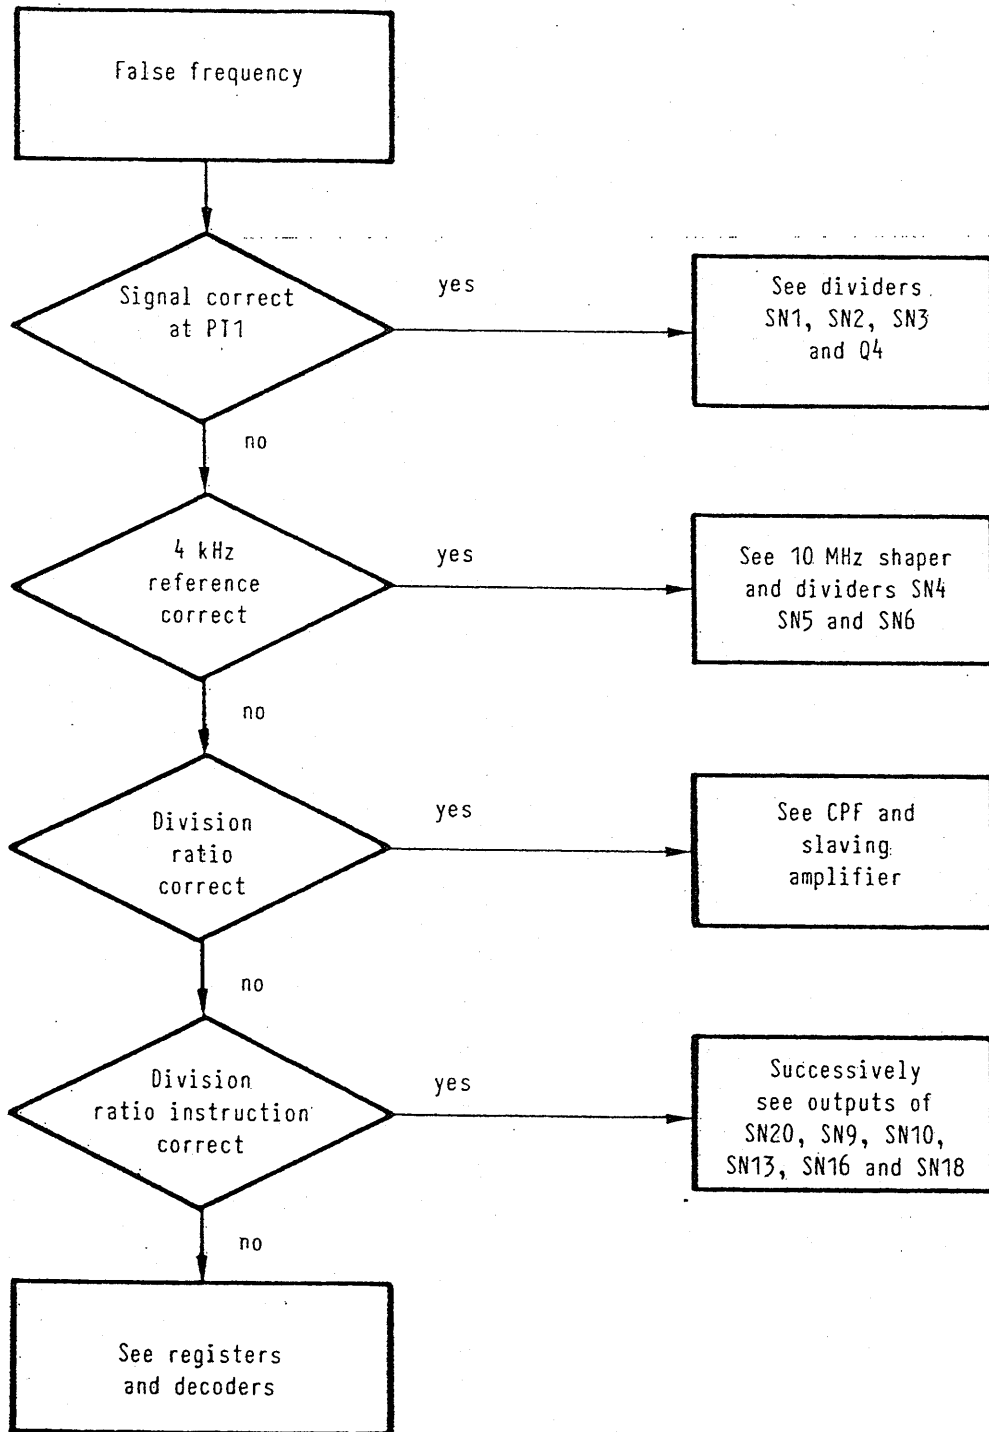 False frequency
Signal correct
at PT1
yes
See dividers
SN1, SN2, SN3
and Q4
no
4 kHz
reference
correct
yes
See 10 MHz shaper
and dividers SN4
SN5 and SN6
no
Division
ratio
correct
yes
See CPF and
slaving
amplifier
no
Division
ratio instruction
correct
yes
Successively
see outputs of
SN20, SN9, SN10,
SN13, SN16 and SN18
no
See registers
and decoders